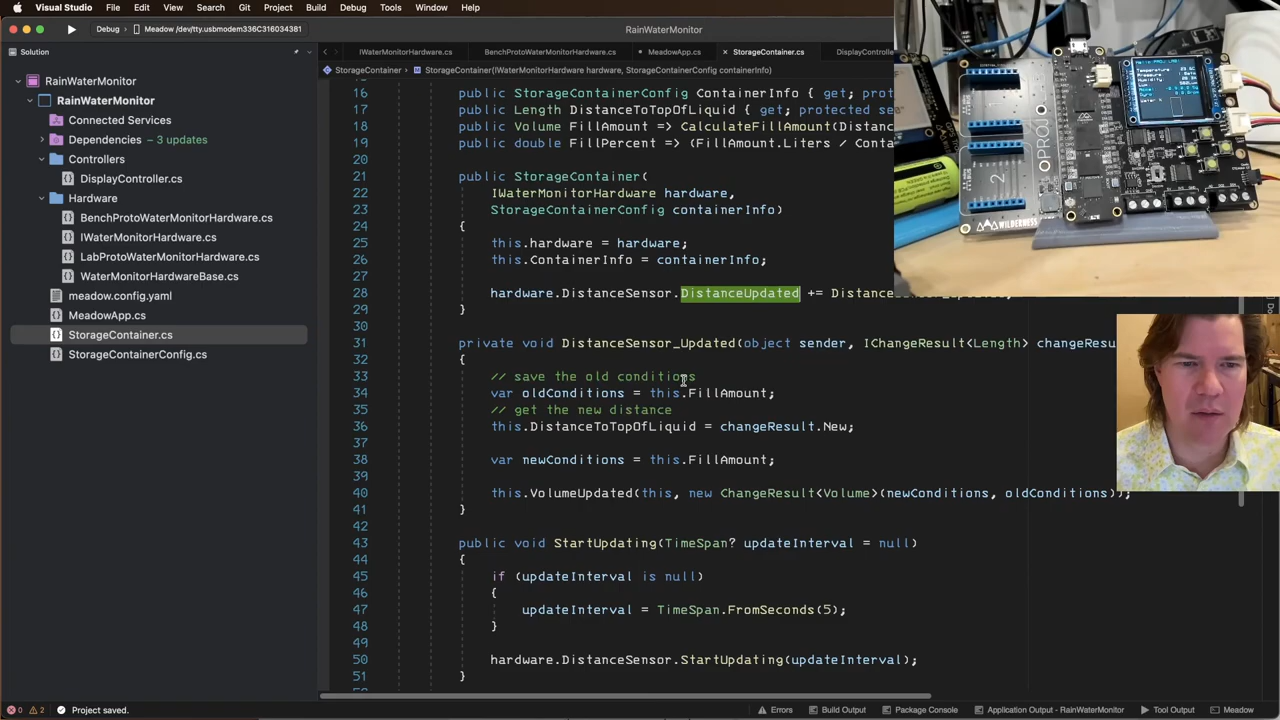 Visual Studio File Edit View Search Project Build Debug Tools Window Help
Debug Meadow /dev/tty.usbmodem336C316034381
RainWaterMonitor
Solution
IWaterMonitorHardware.cs BenchProtoWaterMonitorHardware.cs MeadowApp.cs StorageContainer.cs DisplayControlle
StorageContainer StorageContainer(IWaterMonitorHardware hardware, StorageContainerConfig containerInfo)
RainWaterMonitor
RainWaterMonitor
Connected Services
Dependencies – 3 updates
Controllers
DisplayController.cs
Hardware
BenchProtoWaterMonitorHardware.cs
IWaterMonitorHardware.cs
LabProtoWaterMonitorHardware.cs
WaterMonitorHardwareBase.cs
meadow.config.yaml
MeadowApp.cs
StorageContainer.cs
StorageContainerConfig.cs
16 public StorageContainerConfig ContainerInfo { get; prot
17 public Length DistanceToTopOfLiquid { get; protected se
18 public Volume FillAmount => CalculateFillAmount(Distanc
19 public double FillPercent => (FillAmount.Liters / Conta
20
21 public StorageContainer(
22 IWaterMonitorHardware hardware,
23 StorageContainerConfig containerInfo)
24 {
25 this.hardware = hardware;
26 this.ContainerInfo = containerInfo;
27
28 hardware.DistanceSensor.DistanceUpdated += Distance
29 }
30
31 private void DistanceSensor_Updated(object sender, IChangeResult<Length> changeResu
32 {
33 // save the old conditions
34 var oldConditions = this.FillAmount;
35 // get the new distance
36 this.DistanceToTopOfLiquid = changeResult.New;
37
38 var newConditions = this.FillAmount;
39
40 this.VolumeUpdated(this, new ChangeResult<Volume>(newConditions, oldConditions));
41 }
42
43 public void StartUpdating(TimeSpan? updateInterval = null)
44 {
45 if (updateInterval is null)
46 {
47 updateInterval = TimeSpan.FromSeconds(5);
48 }
49
50 hardware.DistanceSensor.StartUpdating(updateInterval);
51 }
PROJ
2
WILDERNESS
0 2 Project saved.
Errors Build Output Package Console Application Output - RainWaterMonitor Tool Output Meadow